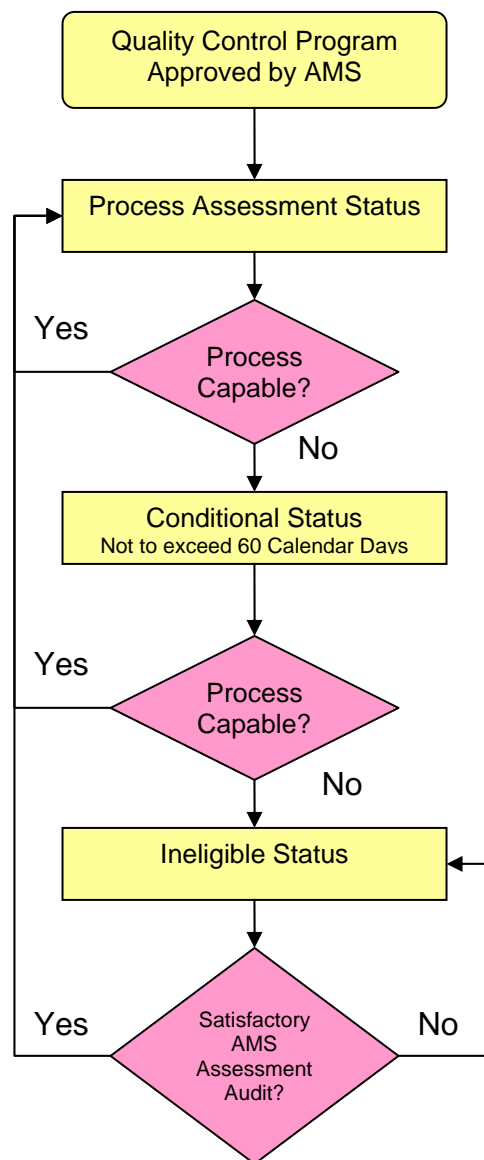 Quality Control Program
Approved by AMS
Process Assessment Status
Yes
Process
Capable?
No
Conditional Status
Not to exceed 60 Calendar Days
Yes
Process
Capable?
No
Ineligible Status
Yes
Satisfactory
AMS
Assessment
Audit?
No